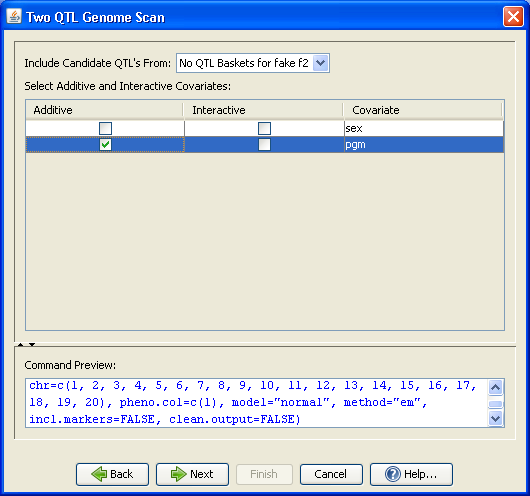 Two QTL Genome Scan
Include Candidate QTL's From: No QTL Baskets for fake f2
Select Additive and Interactive Covariates:
Additive Interactive Covariate
sex
pgm
Command Preview:
chr=c(1, 2, 3, 4, 5, 6, 7, 8, 9, 10, 11, 12, 13, 14, 15, 16, 17,
18, 19, 20), pheno.col=c(1), model="normal", method="em",
incl.markers=FALSE, clean.output=FALSE)
Back Next Finish Cancel Help...